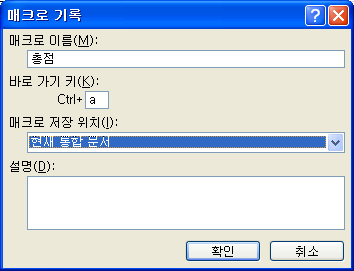 매크로 기록
매크로 이름(M):
총점
바로 가기 키(K):
Ctrl+ a
매크로 저장 위치(I):
현재 통합 문서
설명(D):
확인 취소